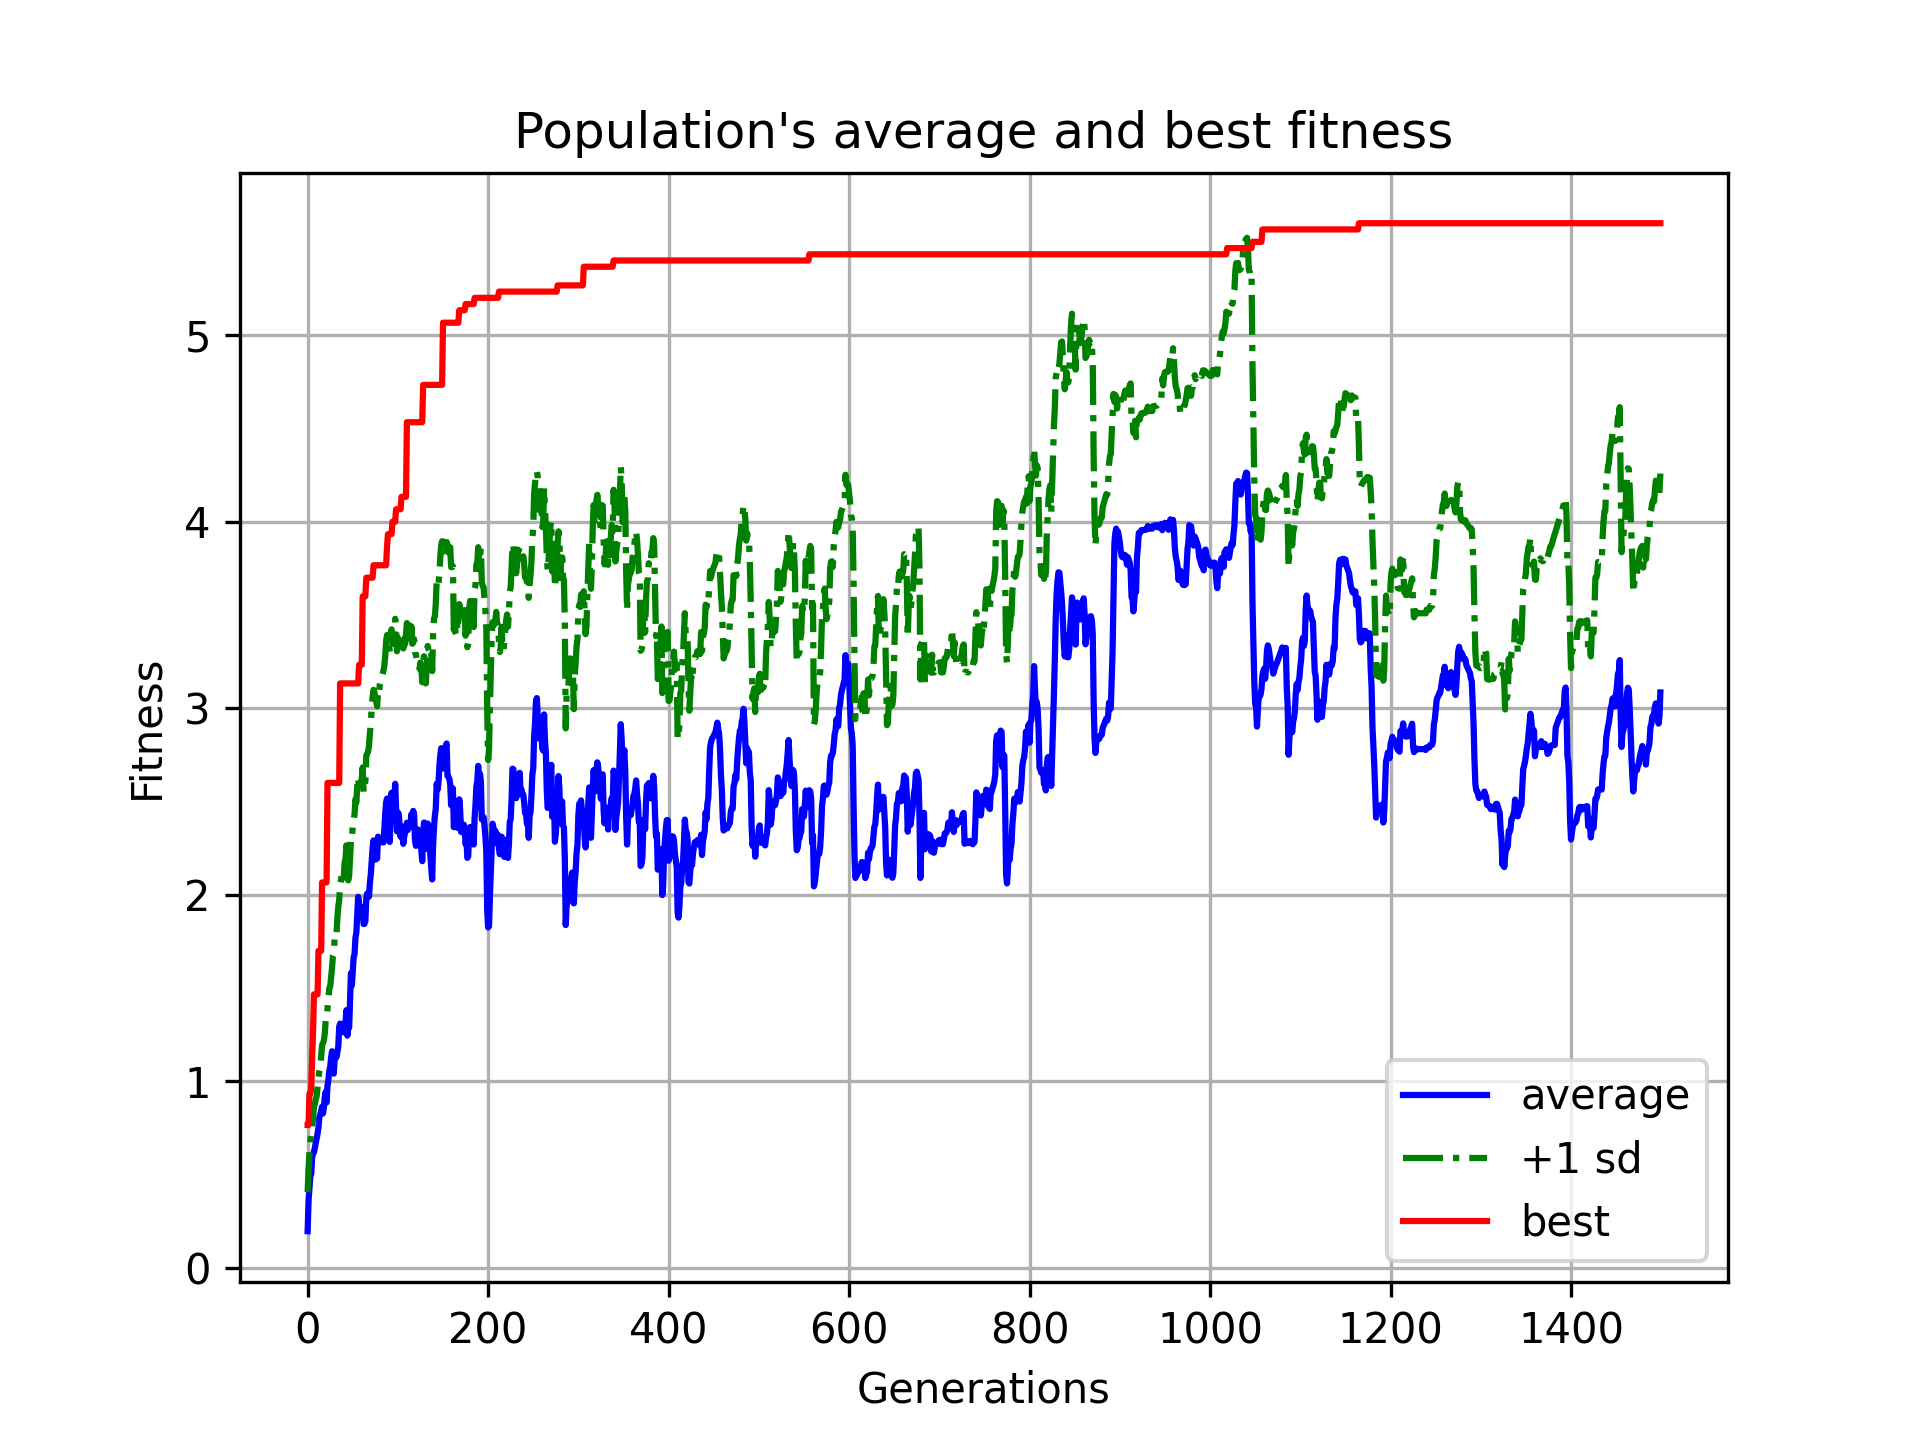 Population's average and best fitness
Fitness
5
4
3
2
1
0
0 200 400 600 800 1000 1200 1400
Generations
average
+1 sd
best